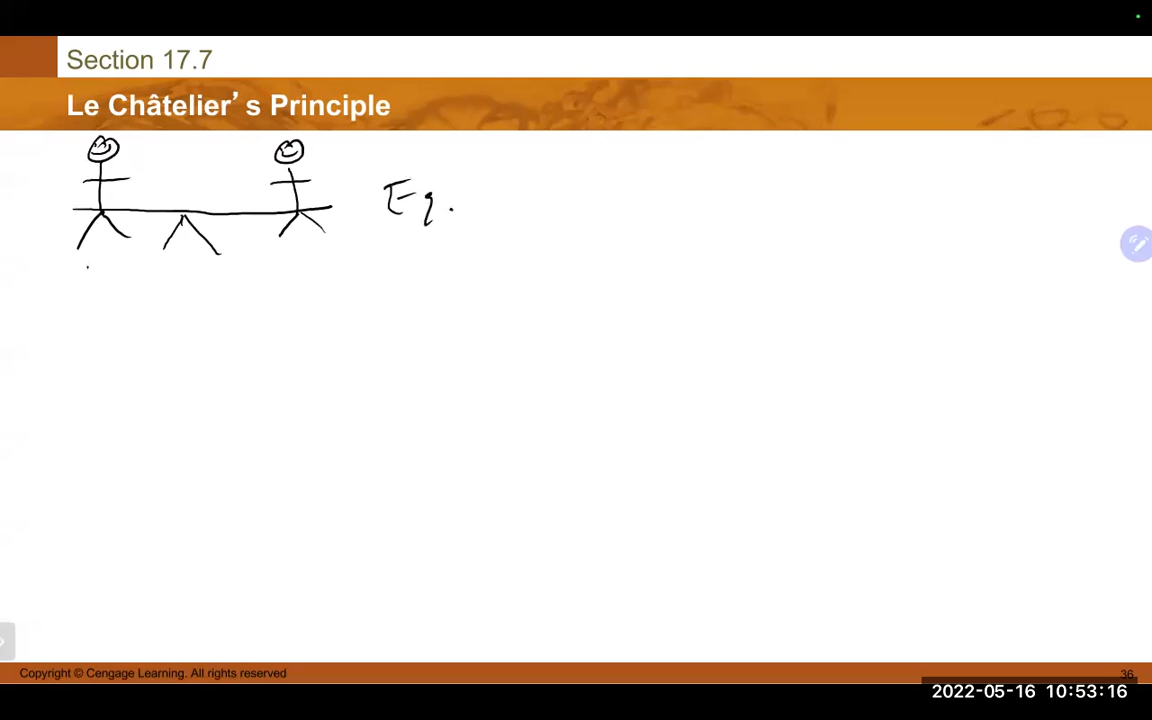 Section 17.7
Le Châtelier’s Principle
Eq.
Copyright © Cengage Learning. All rights reserved
36
2022-05-16 10:53:16